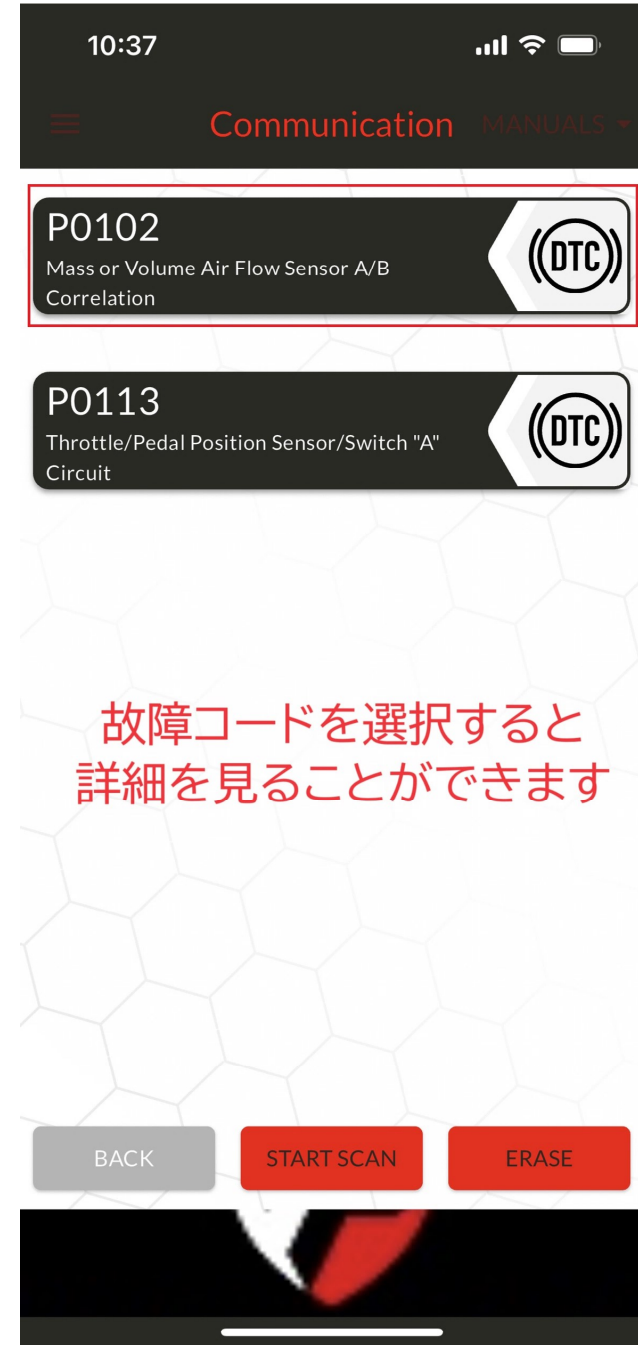 10:37
Communication MANUALS
P0102
Mass or Volume Air Flow Sensor A/B
Correlation
DTC
P0113
Throttle/Pedal Position Sensor/Switch "A"
Circuit
DTC
故障コードを選択すると
詳細を見ることができます
BACK START SCAN ERASE